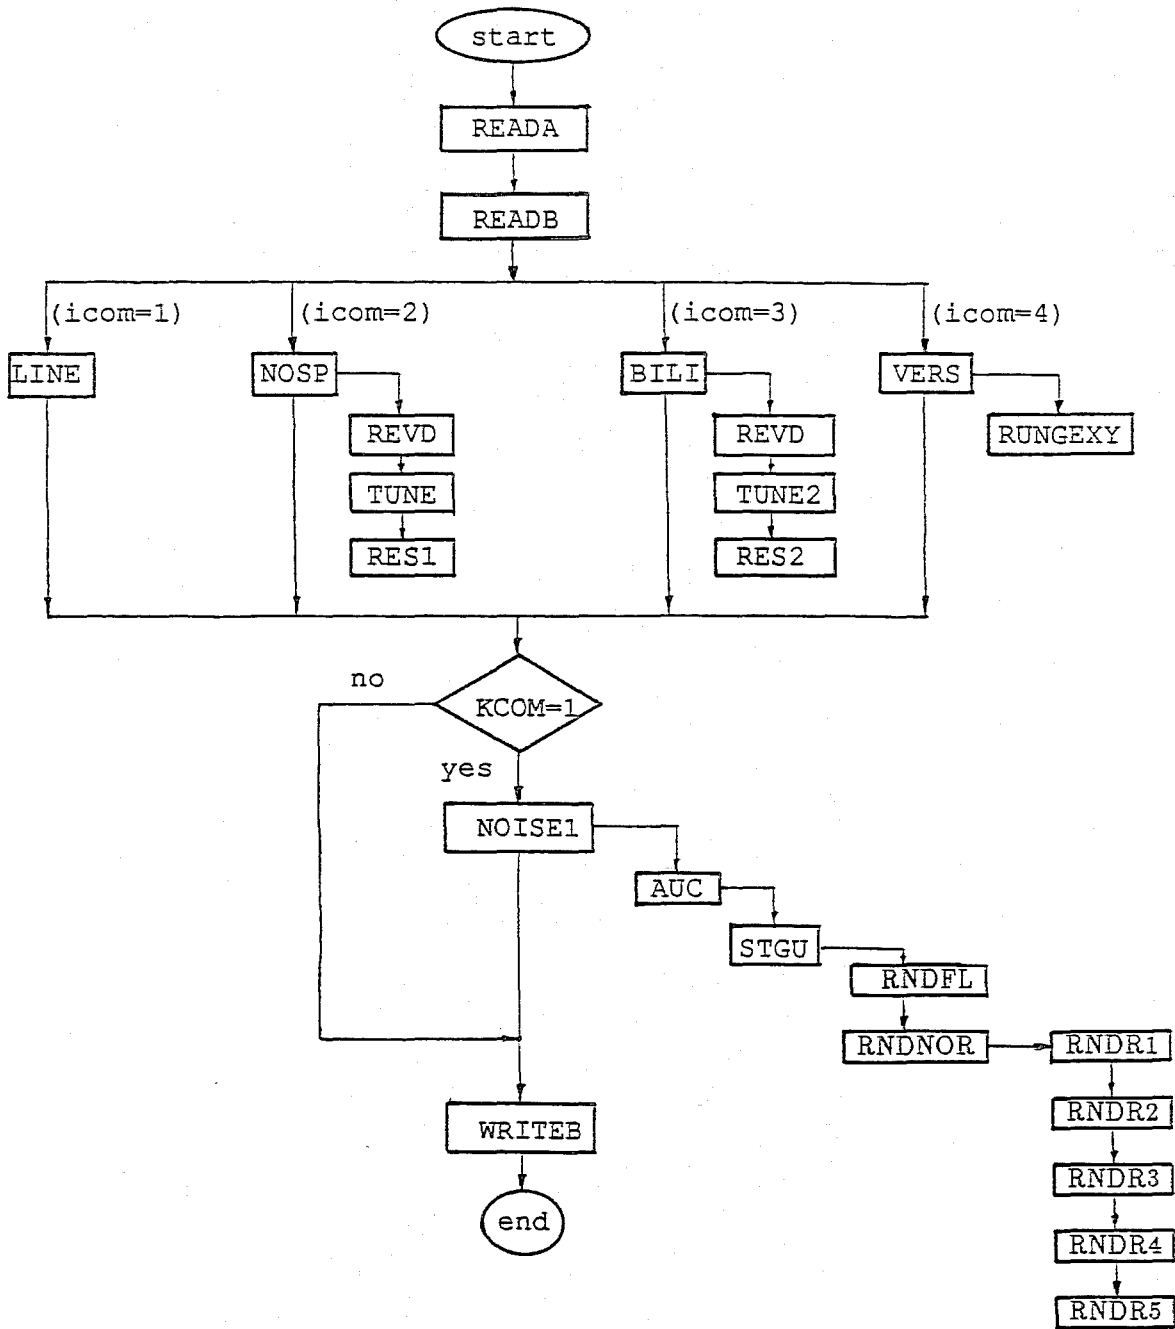 start
READA
READB
(icom=1)
(icom=2)
(icom=3)
(icom=4)
LINE
NOSP
BILI
VERS
REVD
REVD
RUNGEXY
TUNE
TUNE2
RES1
RES2
no
KCOM=1
yes
NOISE1
AUC
STGU
RNDFL
RNDNOR
RNDR1
RNDR2
WRITEB
RNDR3
end
RNDR4
RNDR5